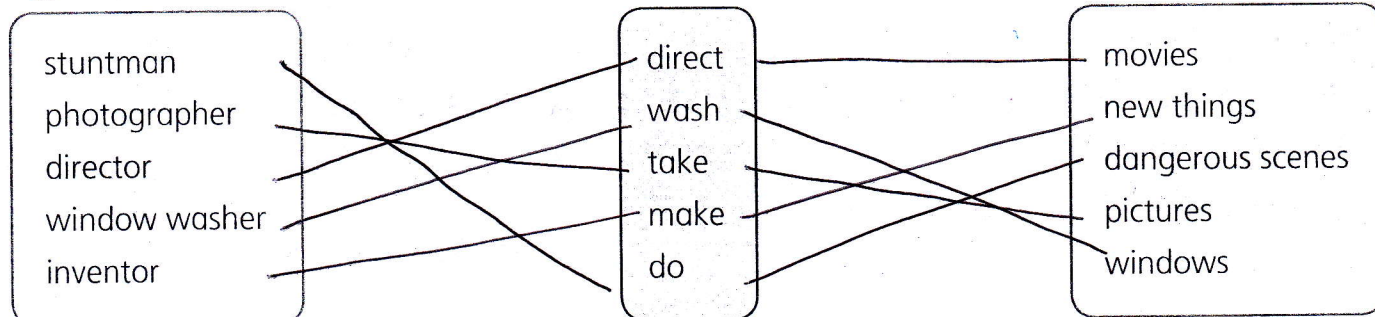 stuntman
photographer
director
window washer
inventor
direct
wash
take
make
do
movies
new things
dangerous scenes
pictures
windows